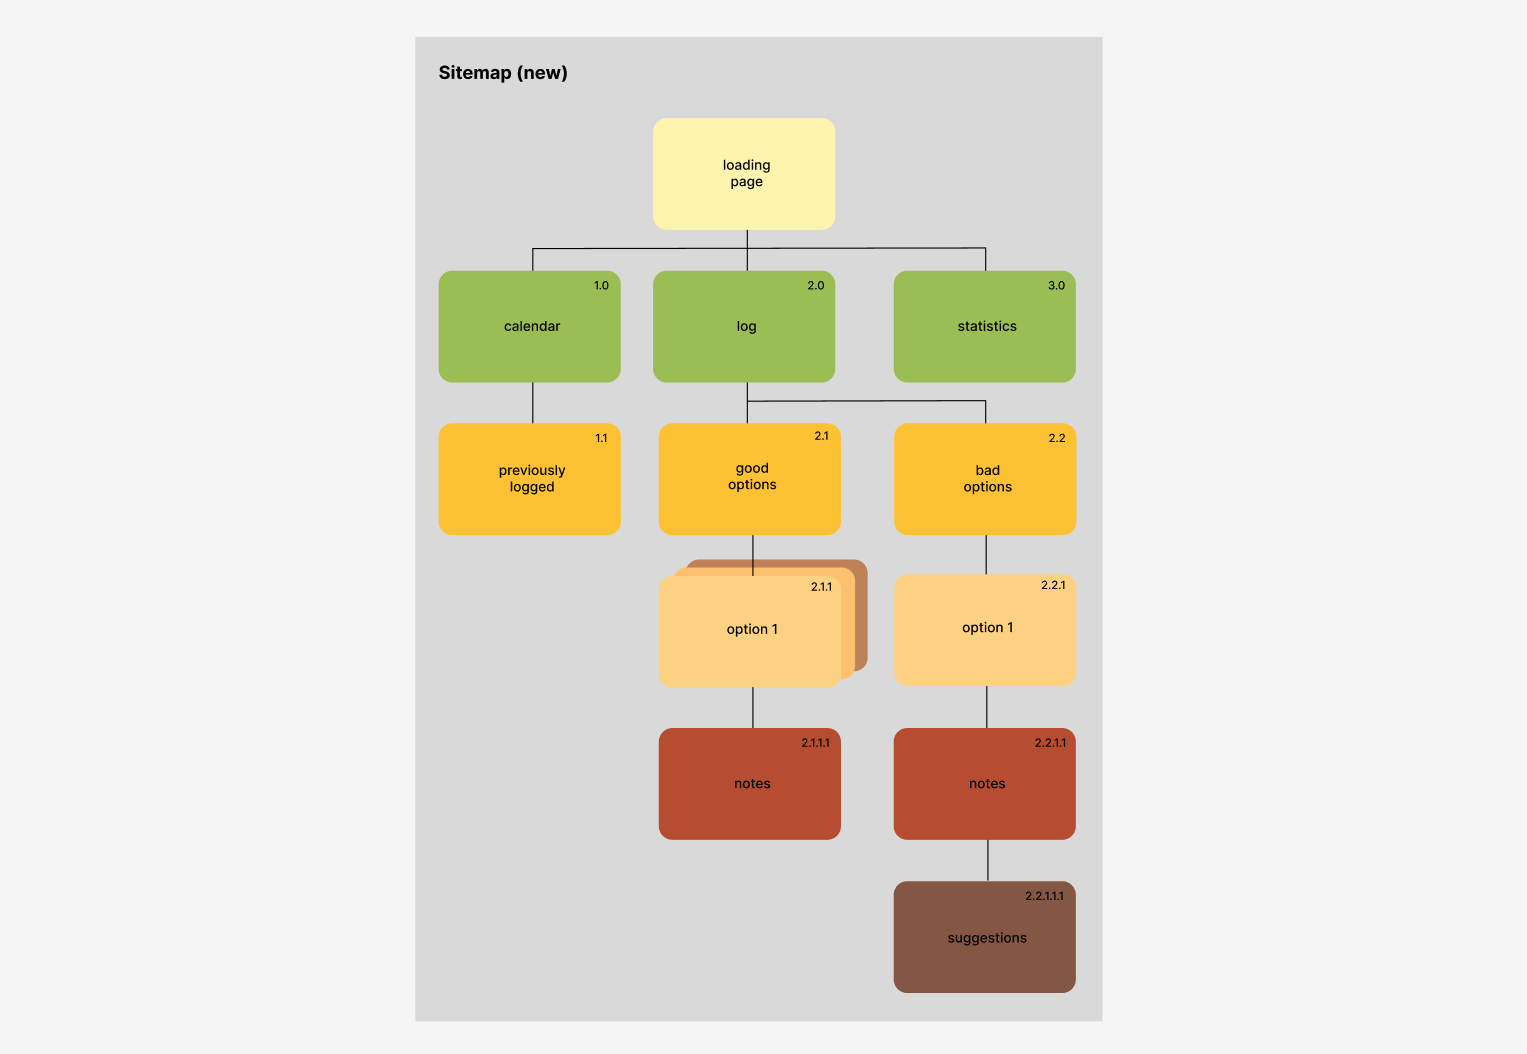 Sitemap (new)
loading
page
1.0
calendar
2.0
log
3.0
statistics
1.1
previously
logged
2.1
good
options
2.2
bad
options
2.1.1
option 1
2.2.1
option 1
2.1.1.1
notes
2.2.1.1
notes
2.2.1.1.1
suggestions